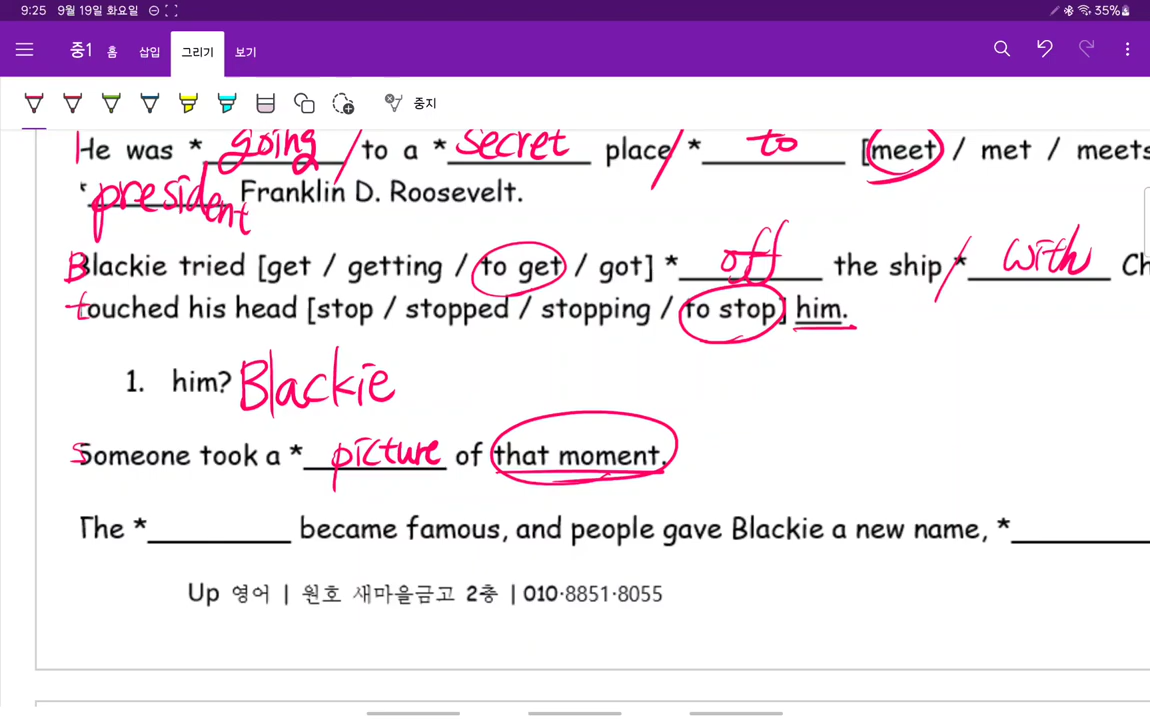 9:25 9월 19일 화요일 35%
중1 홈 삽입 그리기 보기
중지
He was * going / to a * secret place / * to [meet / met / meets
* president Franklin D. Roosevelt.
Blackie tried [get / getting / to get / got] * off the ship / * with Ch
touched his head [stop / stopped / stopping / to stop] him.
1. him? Blackie
Someone took a * picture of that moment.
The *__________ became famous, and people gave Blackie a new name, *__________
Up 영어 | 원호 새마을금고 2층 | 010·8851·8055